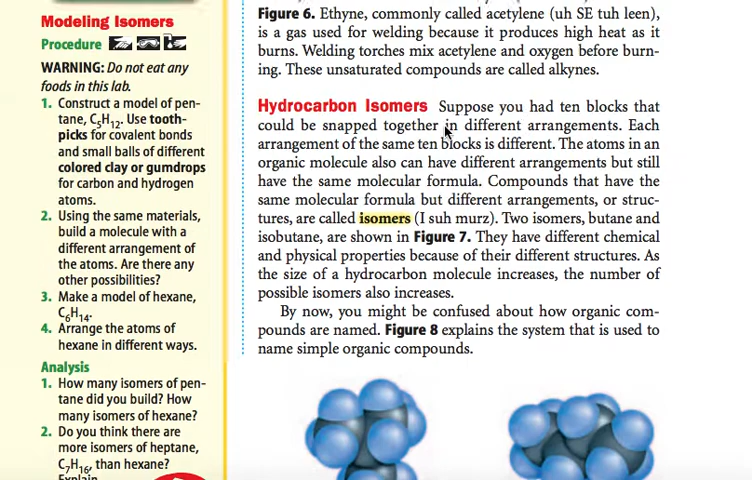 Modeling Isomers
Procedure
WARNING: Do not eat any
foods in this lab.
1. Construct a model of pen-
tane, C₅H₁₂. Use tooth-
picks for covalent bonds
and small balls of different
colored clay or gumdrops
for carbon and hydrogen
atoms.
2. Using the same materials,
build a molecule with a
different arrangement of
the atoms. Are there any
other possibilities?
3. Make a model of hexane,
C₆H₁₄.
4. Arrange the atoms of
hexane in different ways.
Analysis
1. How many isomers of pen-
tane did you build? How
many isomers of hexane?
2. Do you think there are
more isomers of heptane,
C₇H₁₆, than hexane?
Explain
Figure 6. Ethyne, commonly called acetylene (uh SE tuh leen),
is a gas used for welding because it produces high heat as it
burns. Welding torches mix acetylene and oxygen before burn-
ing. These unsaturated compounds are called alkynes.
Hydrocarbon Isomers Suppose you had ten blocks that
could be snapped together in different arrangements. Each
arrangement of the same ten blocks is different. The atoms in an
organic molecule also can have different arrangements but still
have the same molecular formula. Compounds that have the
same molecular formula but different arrangements, or struc-
tures, are called isomers (I suh murz). Two isomers, butane and
isobutane, are shown in Figure 7. They have different chemical
and physical properties because of their different structures. As
the size of a hydrocarbon molecule increases, the number of
possible isomers also increases.
By now, you might be confused about how organic com-
pounds are named. Figure 8 explains the system that is used to
name simple organic compounds.